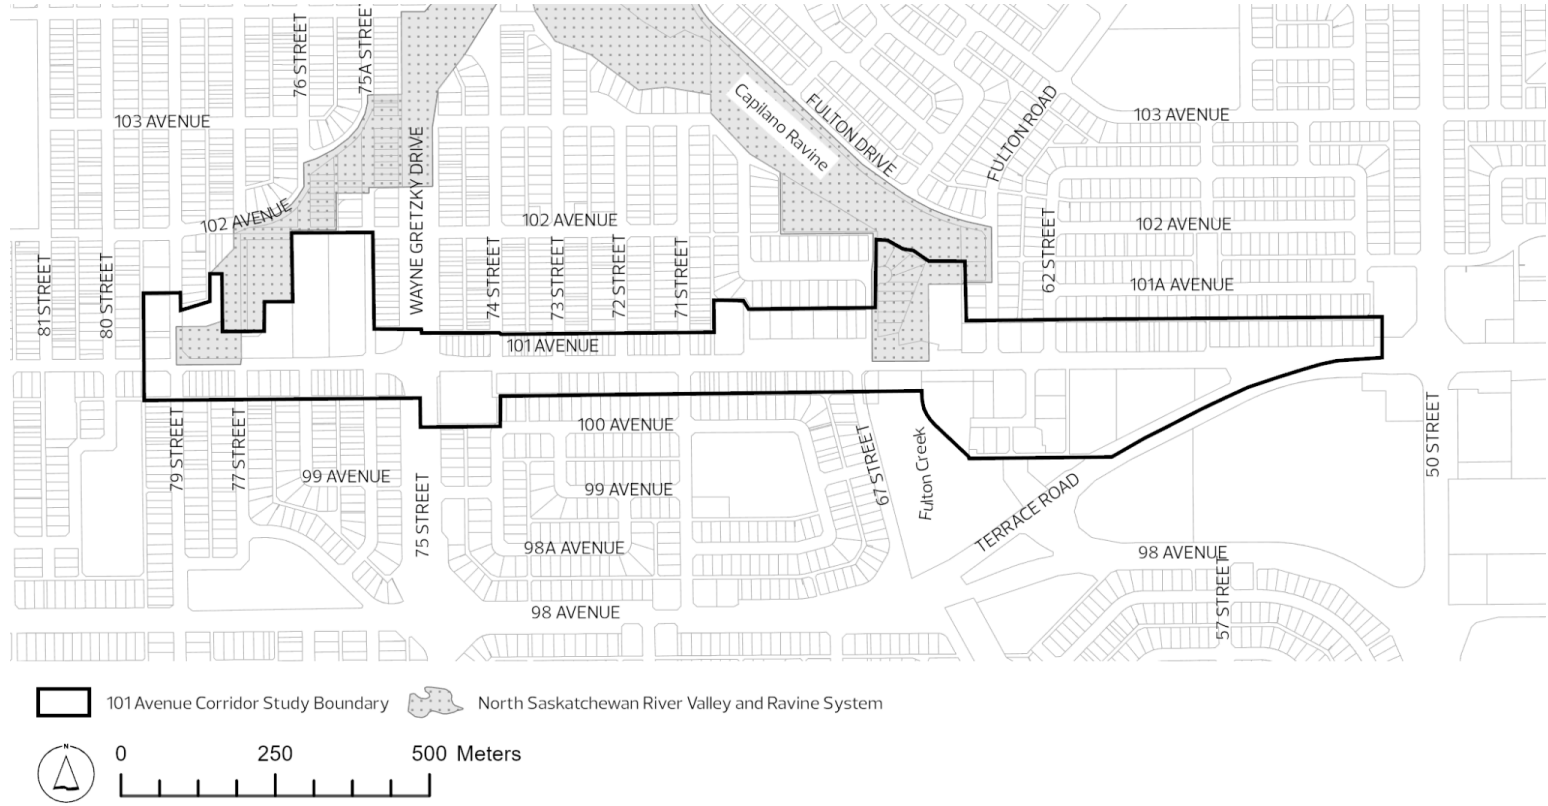 76 STREET
75A STREET
103 AVENUE
WAYNE GRETZKY DRIVE
Capilano Ravine
FULTON DRIVE
FULTON ROAD
103 AVENUE
102 AVENUE
102 AVENUE
62 STREET
102 AVENUE
81 STREET
80 STREET
74 STREET
73 STREET
72 STREET
71 STREET
101A AVENUE
101 AVENUE
79 STREET
77 STREET
99 AVENUE
75 STREET
100 AVENUE
99 AVENUE
98A AVENUE
67 STREET
Fulton Creek
TERRACE ROAD
50 STREET
98 AVENUE
57 STREET
98 AVENUE
101 Avenue Corridor Study Boundary
North Saskatchewan River Valley and Ravine System
N
0 250 500 Meters